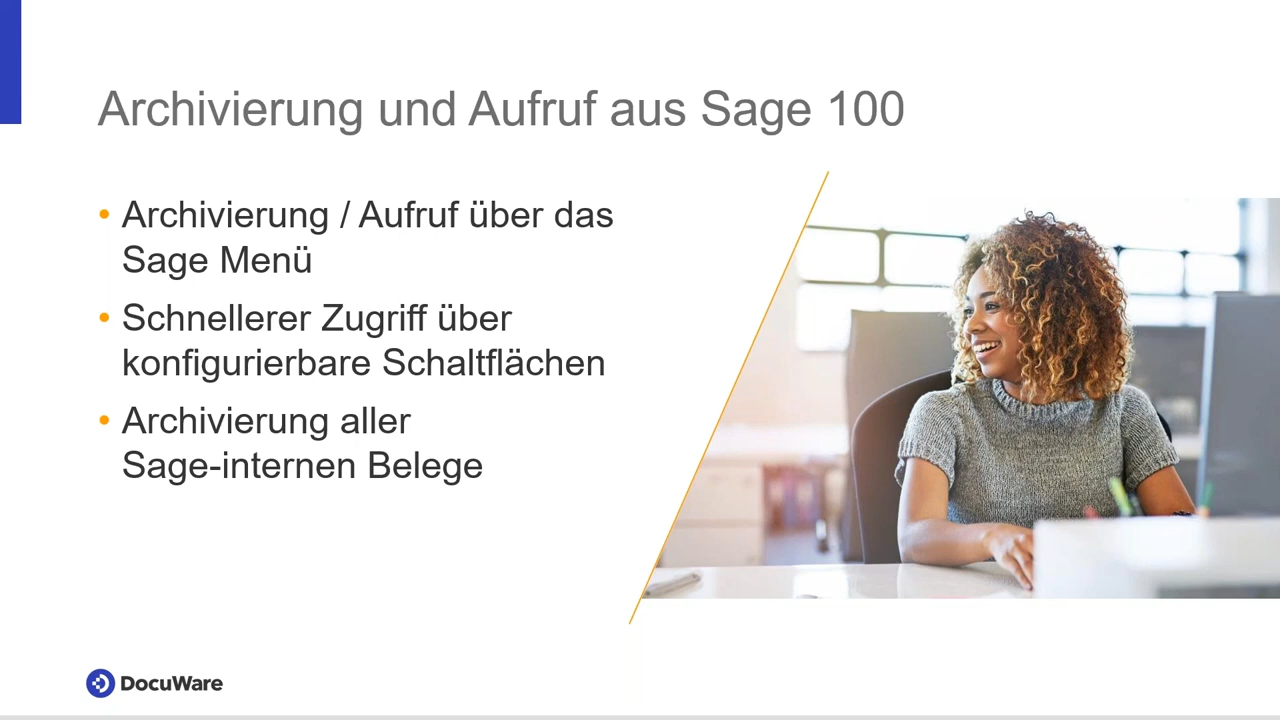 Archivierung und Aufruf aus Sage 100
• Archivierung / Aufruf über das
Sage Menü
• Schnellerer Zugriff über
konfigurierbare Schaltflächen
• Archivierung aller
Sage-internen Belege
DocuWare